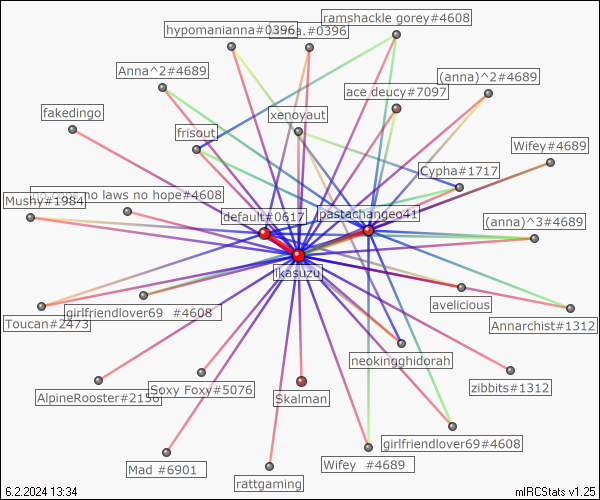 ramshackle gorey#4608
hypomanianna#0396
.#0396
Anna^2#4689
(anna)^2#4689
ace deucy#7097
fakedingo
xenovaut
frisout
Wifey#4689
Cypha#1717
no laws no hope#4608
Mushy#1984
default#0617
pastachangeo41
(anna)^3#4689
ikasuzu
avelicious
girlfriendlover69 #4608
Toucan#2473
Annarchist#1312
neokingghidorah
zibbits#1312
Soxy Foxy#5076
AlpineRooster#2156
Skalman
girlfriendlover69#4608
Wifey #4689
Mad #6901
rattgaming
6.2.2024 13:34
mIRCStats v1.25